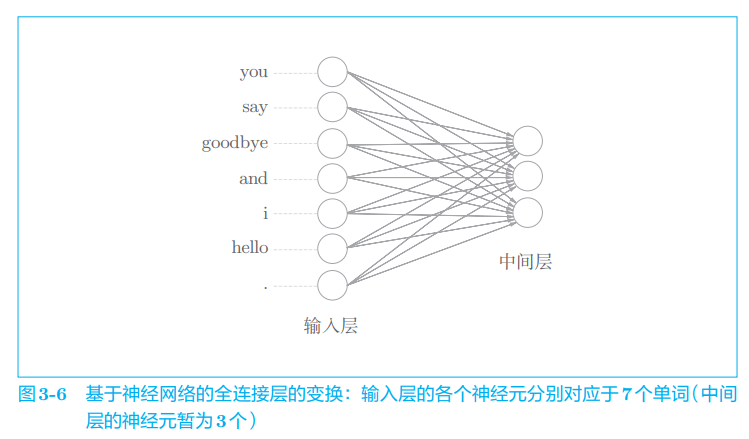 you
say
goodbye
and
i
hello
.
中间层
输入层
图3-6 基于神经网络的全连接层的变换：输入层的各个神经元分别对应于7个单词（中间
层的神经元暂为3个）